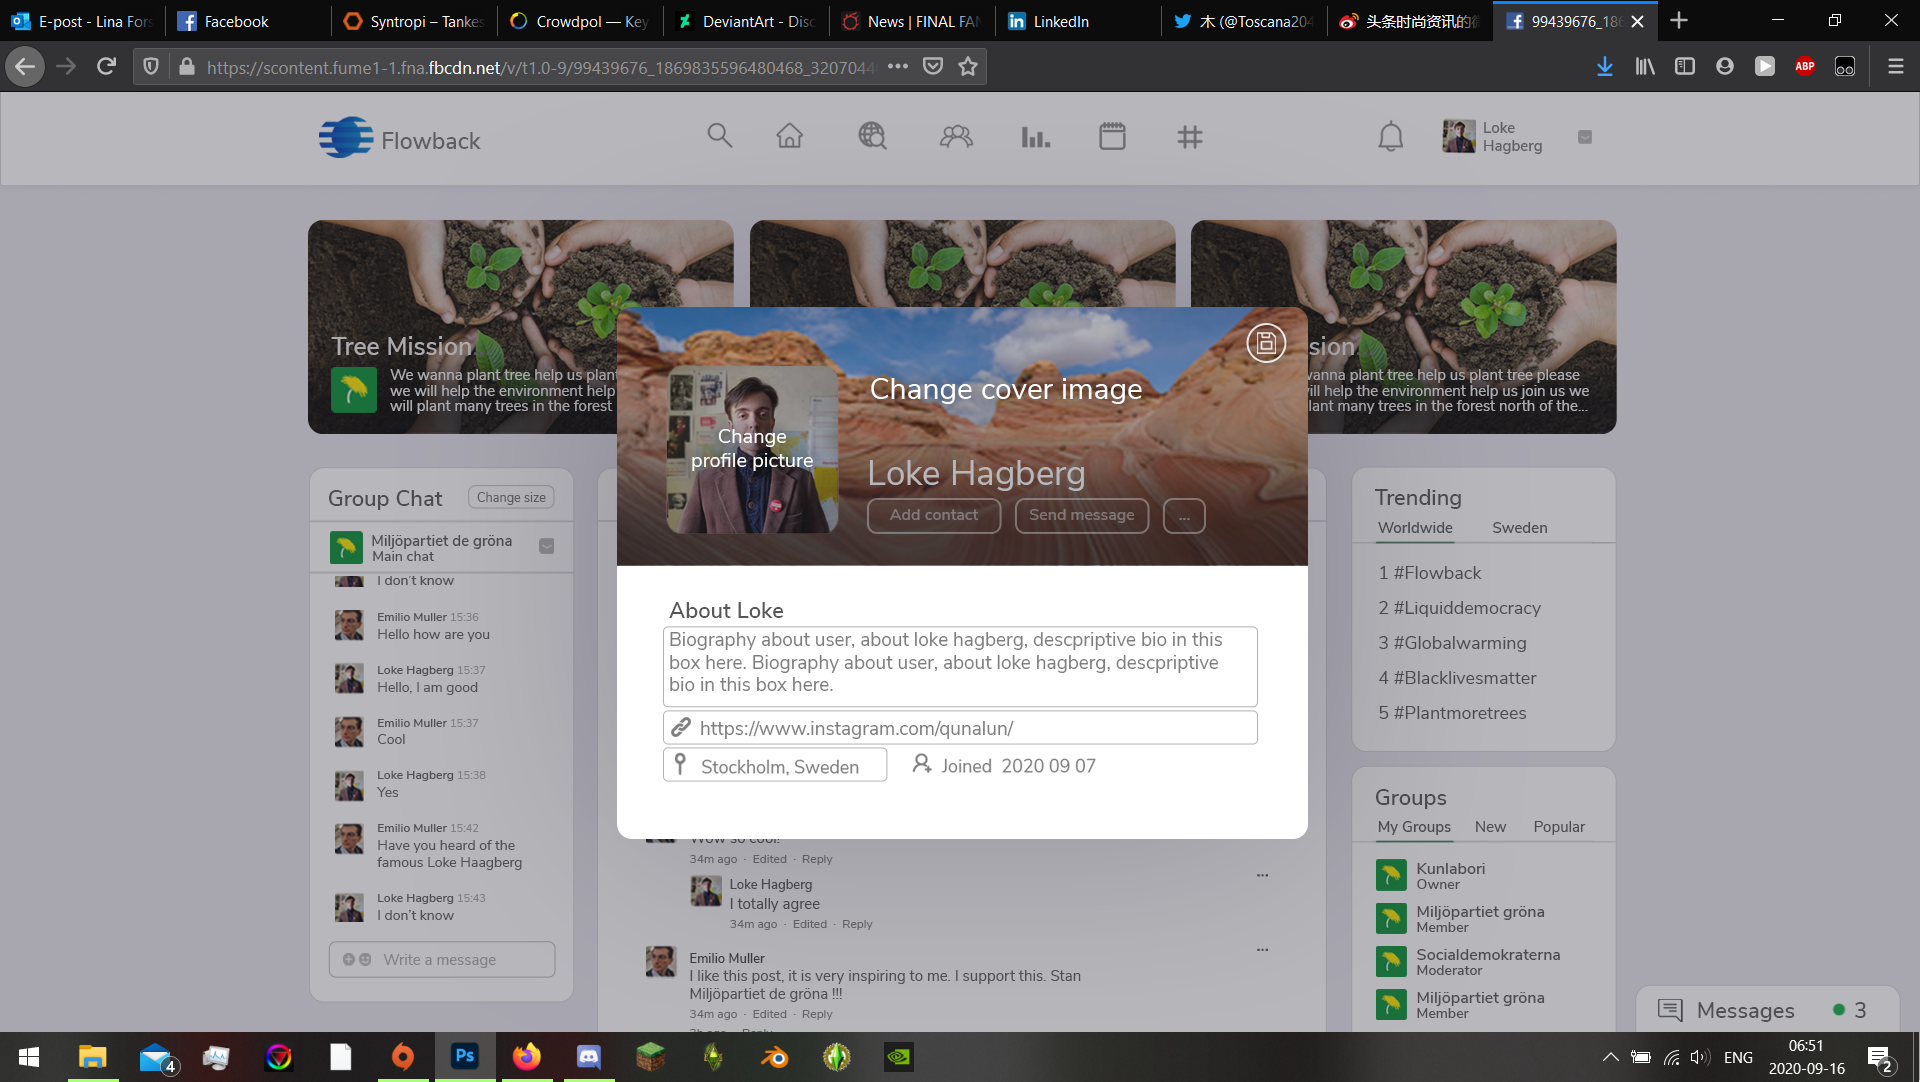 E-post – Lina Fors
Facebook
Syntropi – Tankes
Crowdpol — Key
DeviantArt - Disc
News | FINAL FAN
LinkedIn
木 (@Toscana204
头条时尚资讯的微
99439676_186
https://scontent.fume1-1.fna.fbcdn.net/v/t1.0-9/99439676_1869835596480468_3207044
ABP
Flowback
Loke
Hagberg
Tree Mission...
We wanna plant tree help us plant
we will help the environment help
will plant many trees in the forest
sion...
vanna plant tree help us plant tree please
vill help the environment help us join us we
lant many trees in the forest north of the...
Change cover image
Change
profile picture
Loke Hagberg
Add contact
Send message
...
About Loke
Biography about user, about loke hagberg, descpriptive bio in this
box here. Biography about user, about loke hagberg, descpriptive
bio in this box here.
https://www.instagram.com/qunalun/
Stockholm, Sweden
Joined 2020 09 07
Group Chat
Change size
Miljöpartiet de gröna
Main chat
I don't know
Emilio Muller 15:36
Hello how are you
Loke Hagberg 15:37
Hello, I am good
Emilio Muller 15:37
Cool
Loke Hagberg 15:38
Yes
Emilio Muller 15:42
Have you heard of the
famous Loke Haagberg
Loke Hagberg 15:43
I don't know
Write a message
Wow so cool!
34m ago · Edited · Reply
Loke Hagberg
I totally agree
34m ago · Edited · Reply
Emilio Muller
I like this post, it is very inspiring to me. I support this. Stan
Miljöpartiet de gröna !!!
34m ago · Edited · Reply
Trending
Worldwide Sweden
1 #Flowback
2 #Liquiddemocracy
3 #Globalwarming
4 #Blacklivesmatter
5 #Plantmoretrees
Groups
My Groups New Popular
Kunlabori
Owner
Miljöpartiet gröna
Member
Socialdemokraterna
Moderator
Miljöpartiet gröna
Member
Messages 3
4
Ps
ENG
06:51
2020-09-16
2